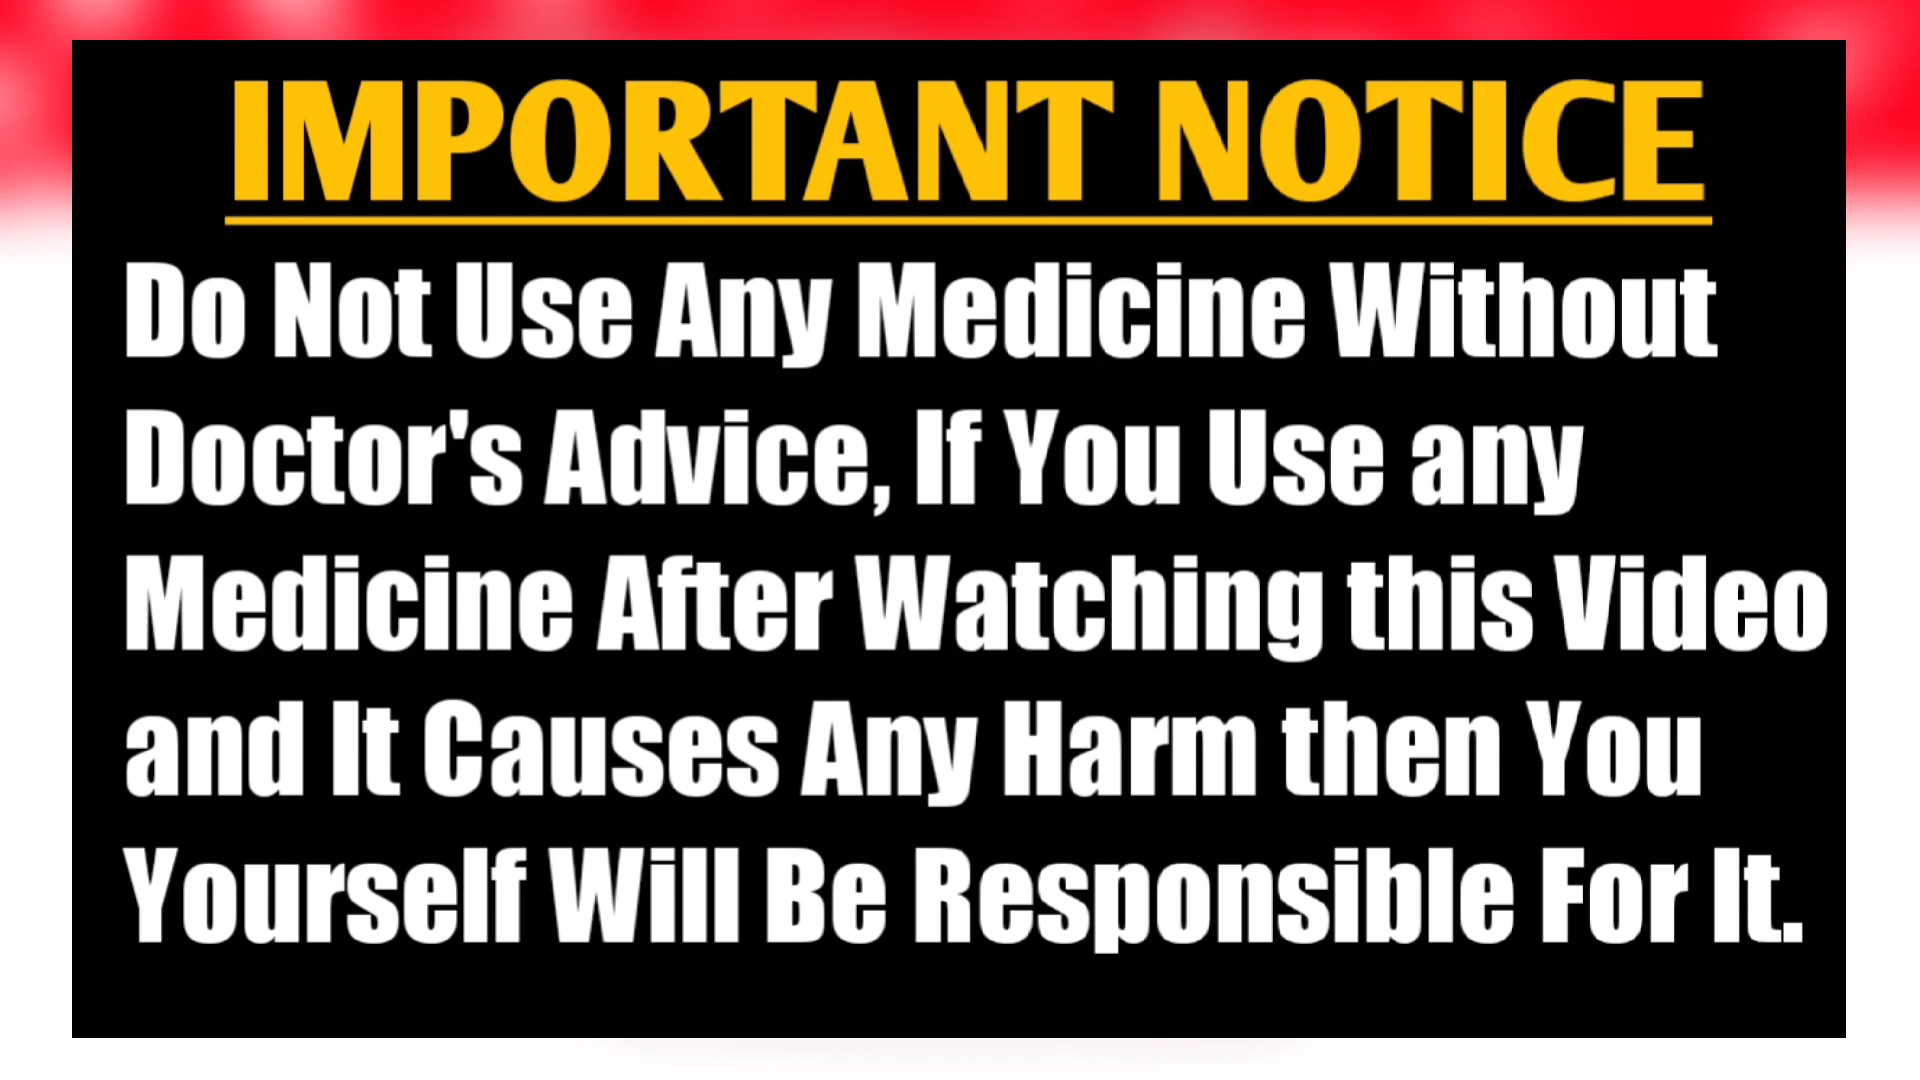 IMPORTANT NOTICE
Do Not Use Any Medicine Without
Doctor's Advice, If You Use any
Medicine After Watching this Video
and It Causes Any Harm then You
Yourself Will Be Responsible For It.